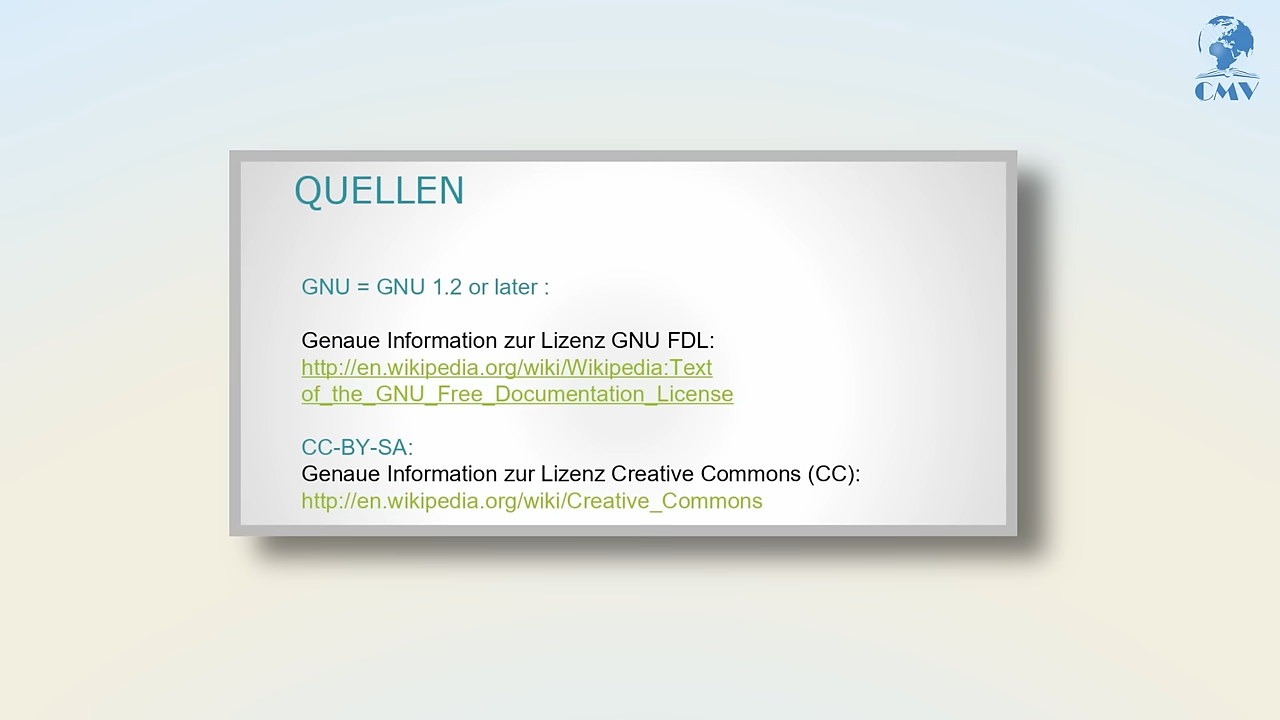 CMV
QUELLEN
GNU = GNU 1.2 or later :
Genaue Information zur Lizenz GNU FDL:
http://en.wikipedia.org/wiki/Wikipedia:Text
of_the_GNU_Free_Documentation_License
CC-BY-SA:
Genaue Information zur Lizenz Creative Commons (CC):
http://en.wikipedia.org/wiki/Creative_Commons